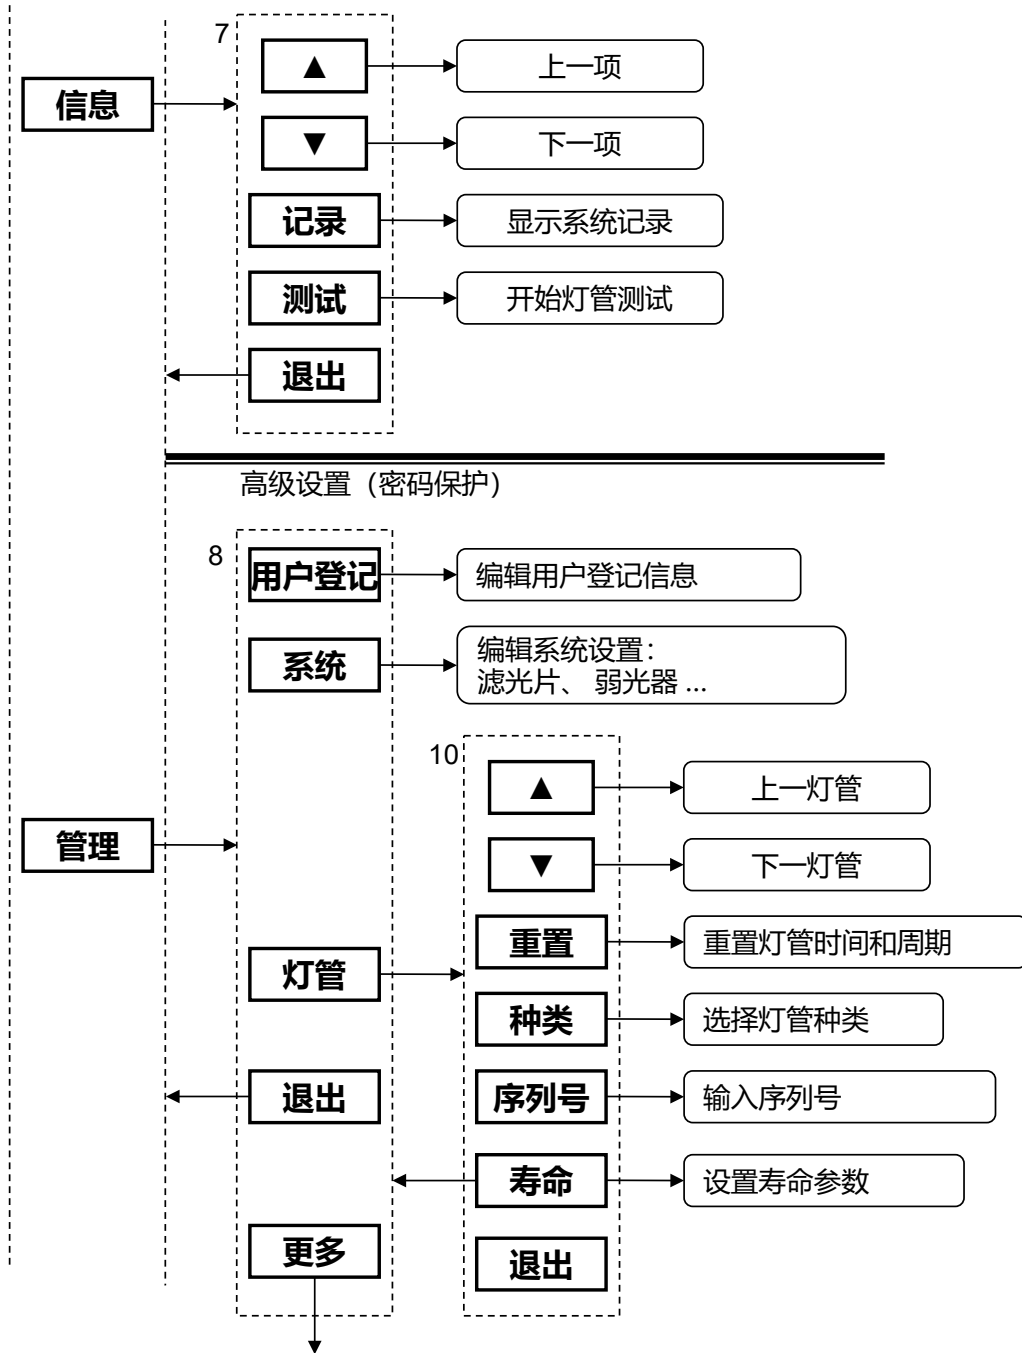 7
▲
上一项
信息
▼
下一项
记录
显示系统记录
测试
开始灯管测试
退出
高级设置（密码保护）
8
用户登记
编辑用户登记信息
系统
编辑系统设置：
滤光片、 弱光器 ...
10
▲
上一灯管
管理
▼
下一灯管
重置
重置灯管时间和周期
灯管
种类
选择灯管种类
退出
序列号
输入序列号
寿命
设置寿命参数
更多
退出